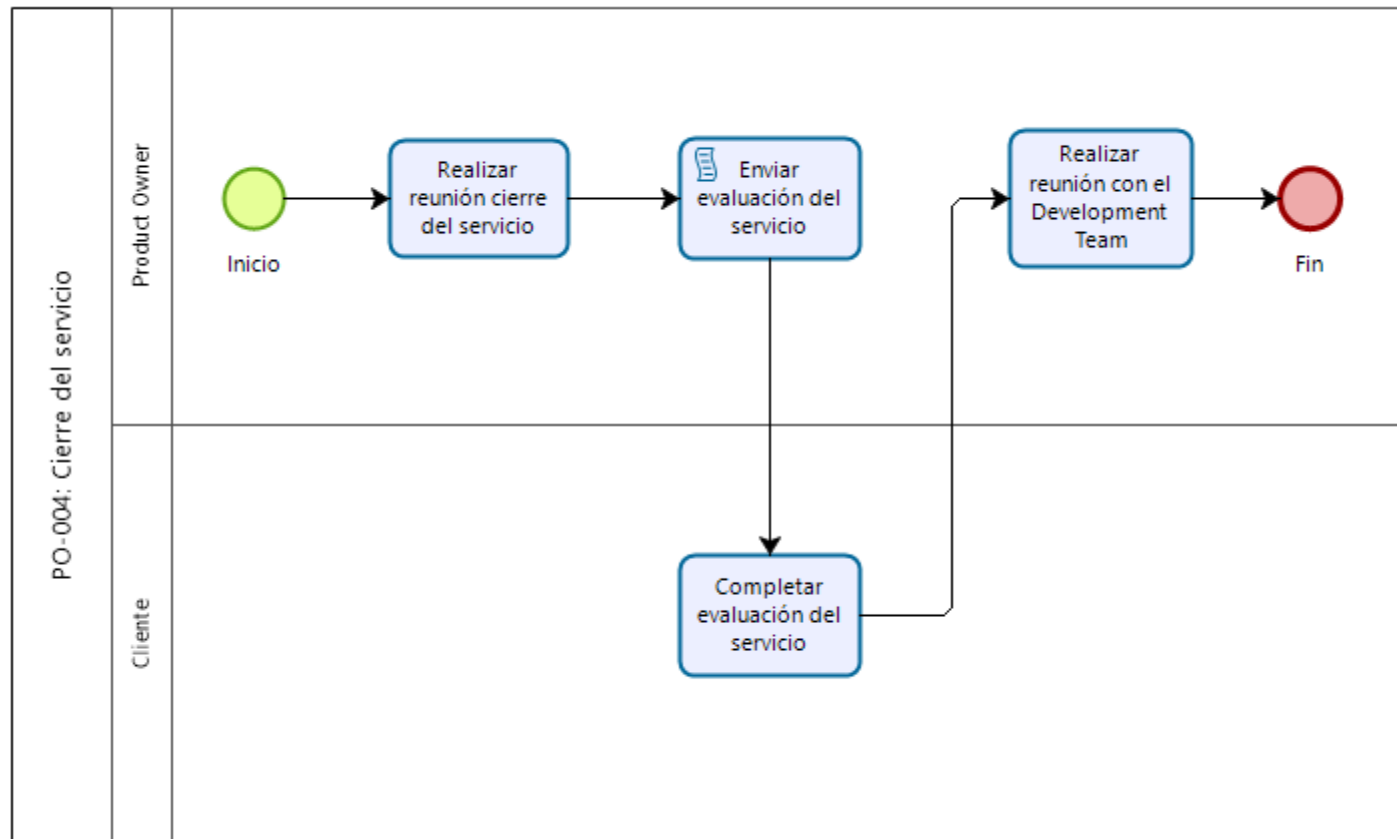 PO-004: Cierre del servicio
Product Owner
Inicio
Realizar
reunión cierre
del servicio
Enviar
evaluación del
servicio
Realizar
reunión con el
Development
Team
Fin
Cliente
Completar
evaluación del
servicio